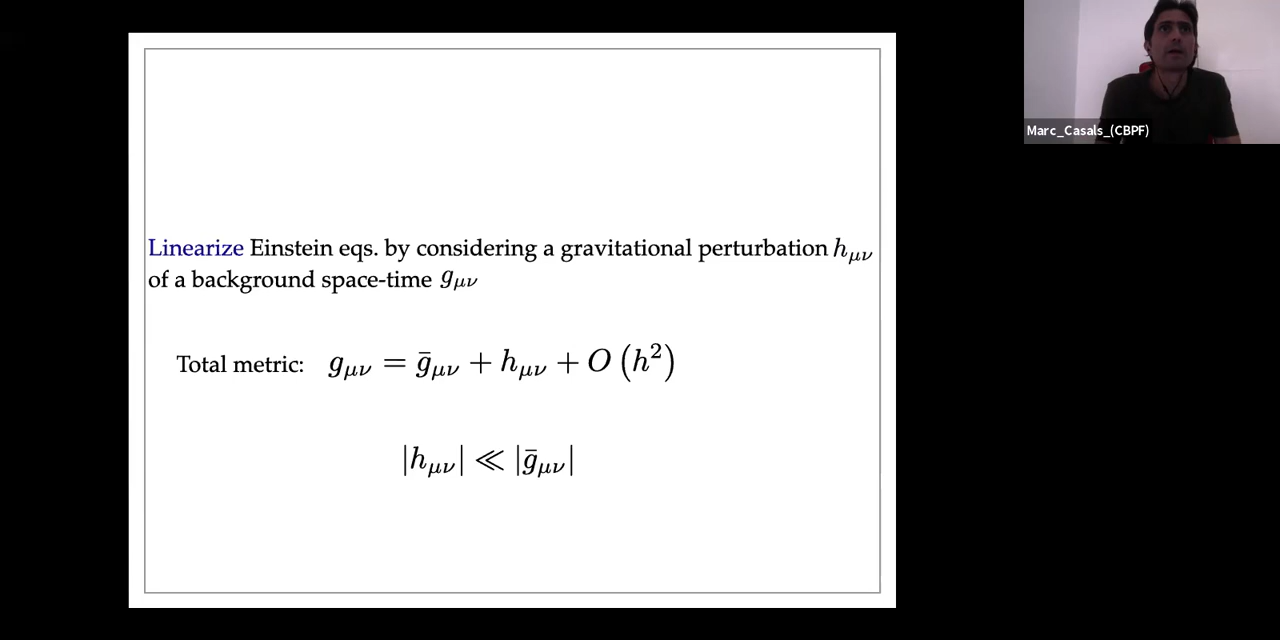 Linearize Einstein eqs. by considering a gravitational perturbation $h_{\mu\nu}$
of a background space-time $g_{\mu\nu}$
Total metric: $g_{\mu\nu} = \bar{g}_{\mu\nu} + h_{\mu\nu} + O\left(h^2\right)$
$|h_{\mu\nu}| \ll |\bar{g}_{\mu\nu}|$
Marc_Casals_(CBPF)